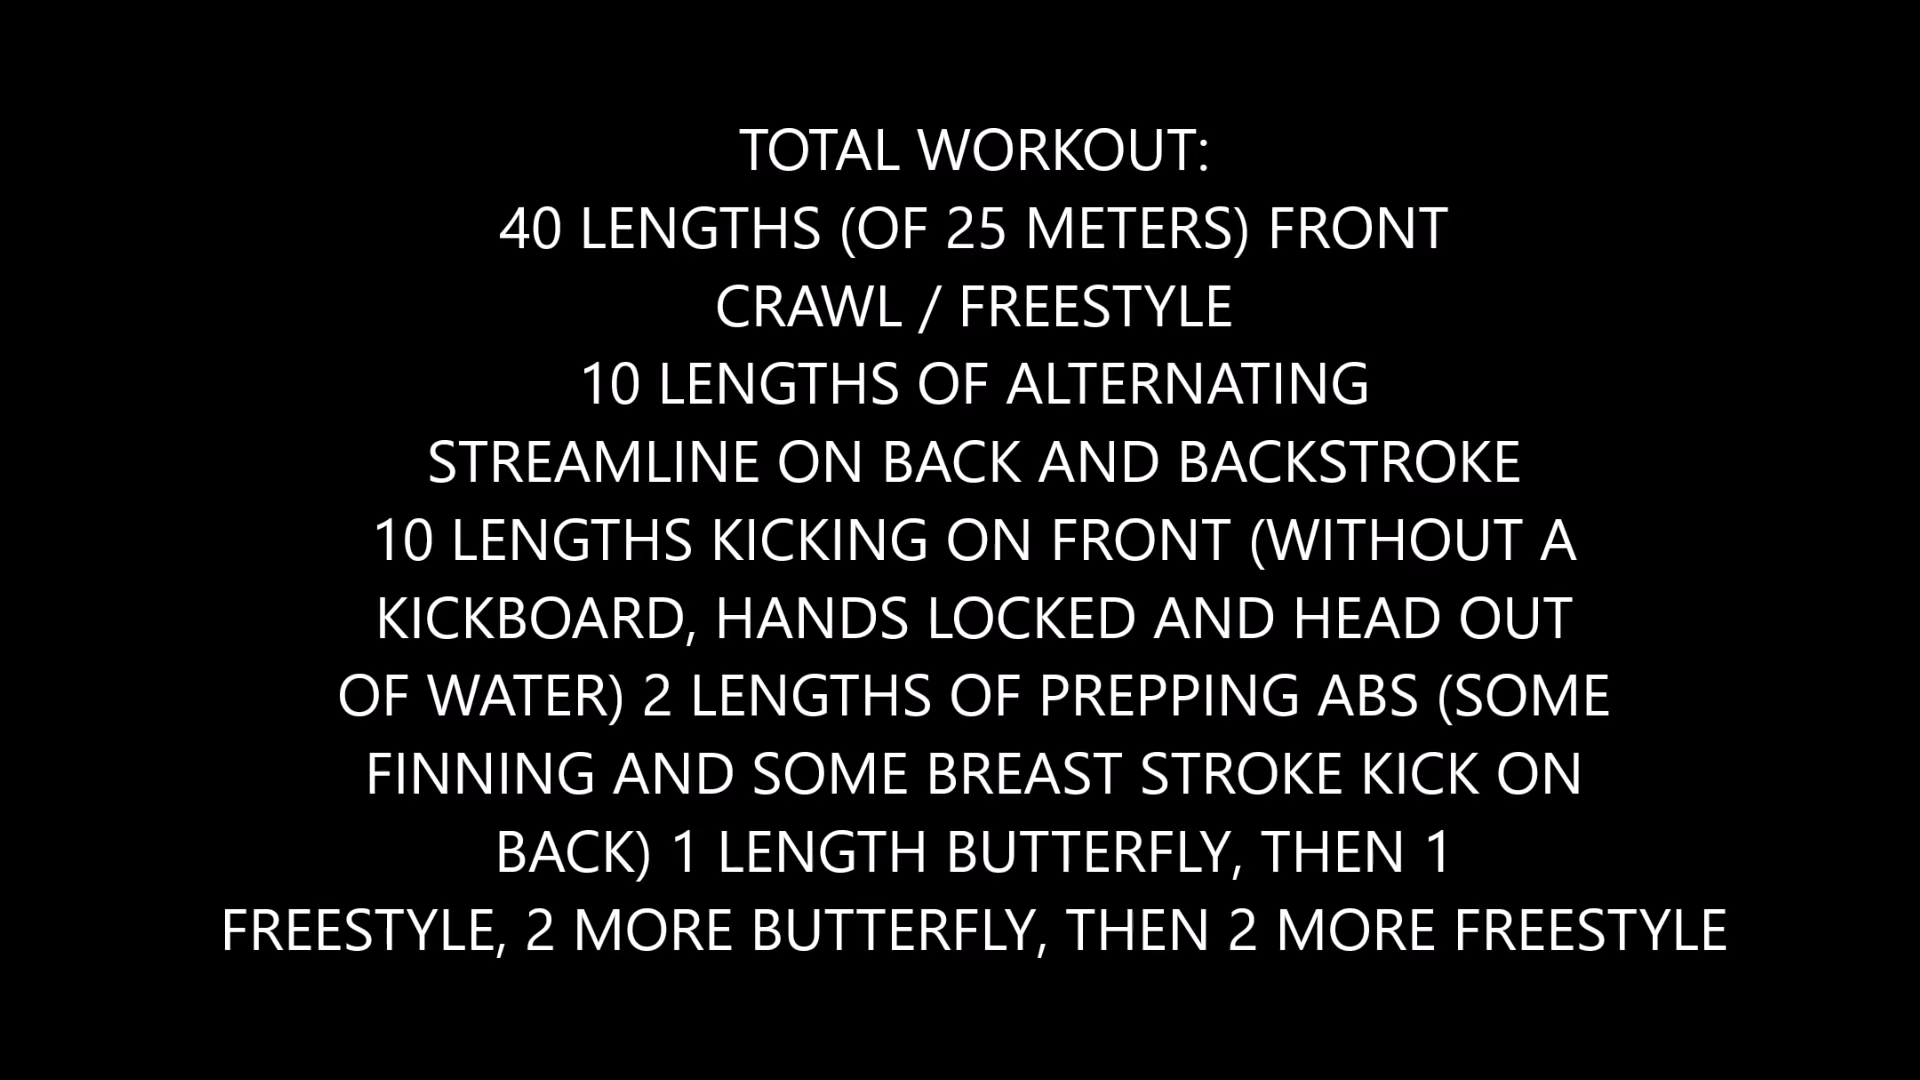 TOTAL WORKOUT:
40 LENGTHS (OF 25 METERS) FRONT
CRAWL / FREESTYLE
10 LENGTHS OF ALTERNATING
STREAMLINE ON BACK AND BACKSTROKE
10 LENGTHS KICKING ON FRONT (WITHOUT A
KICKBOARD, HANDS LOCKED AND HEAD OUT
OF WATER) 2 LENGTHS OF PREPPING ABS (SOME
FINNING AND SOME BREAST STROKE KICK ON
BACK) 1 LENGTH BUTTERFLY, THEN 1
FREESTYLE, 2 MORE BUTTERFLY, THEN 2 MORE FREESTYLE